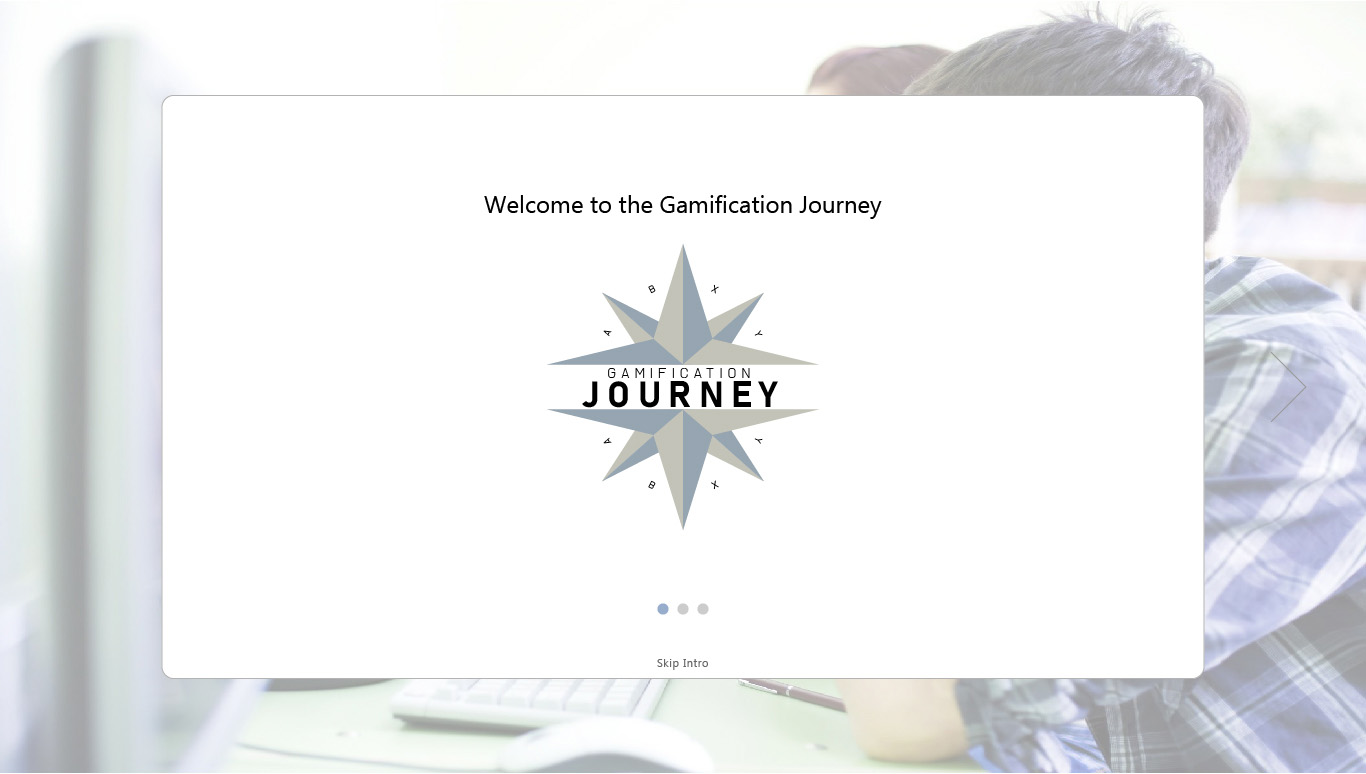 Welcome to the Gamification Journey
B X
A Y
GAMIFICATION
JOURNEY
A Y
B X
Skip Intro